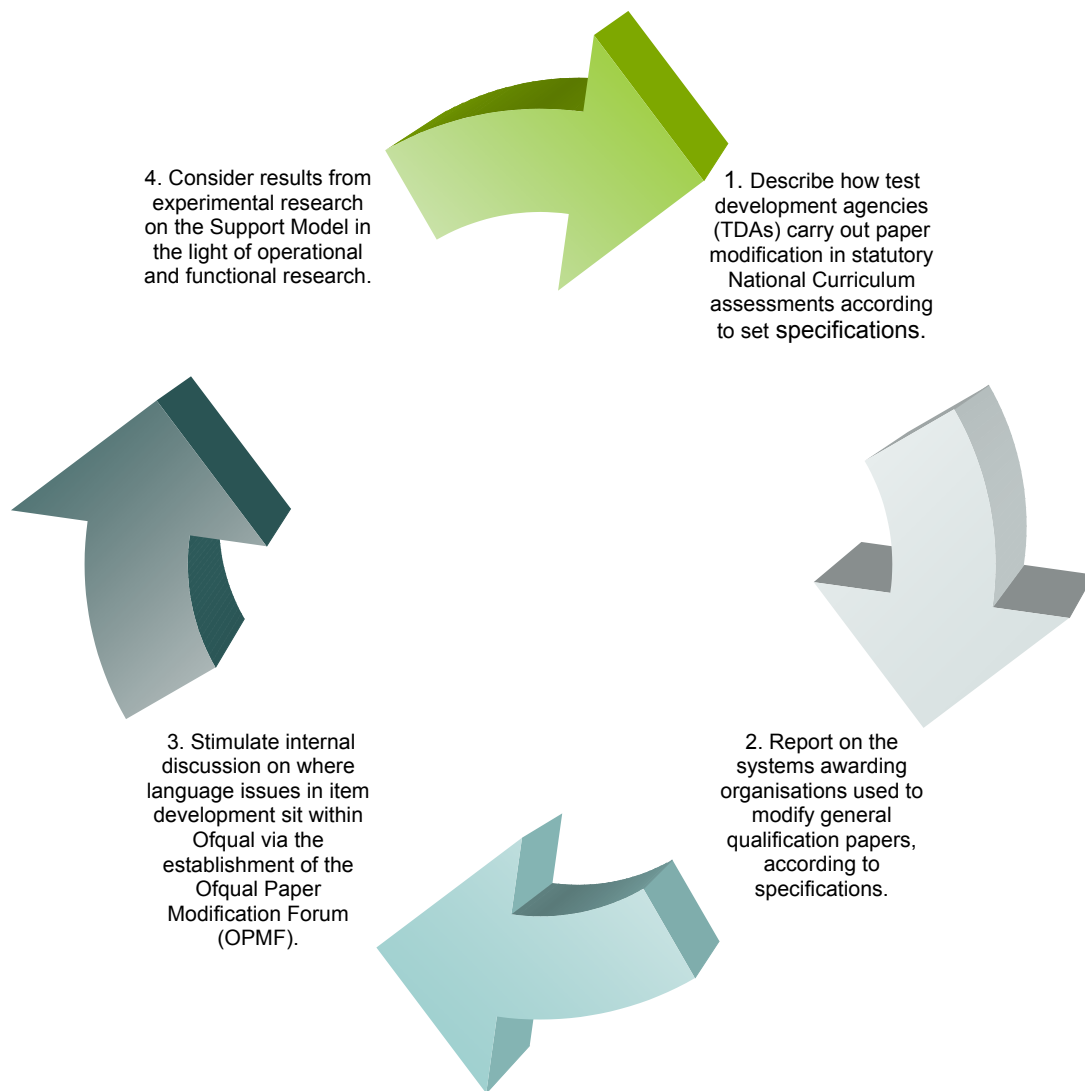 1. Describe how test
development agencies
(TDAs) carry out paper
modification in statutory
National Curriculum
assessments according
to set specifications.
2. Report on the
systems awarding
organisations used to
modify general
qualification papers,
according to
specifications.
3. Stimulate internal
discussion on where
language issues in item
development sit within
Ofqual via the
establishment of the
Ofqual Paper
Modification Forum
(OPMF).
4. Consider results from
experimental research
on the Support Model in
the light of operational
and functional research.